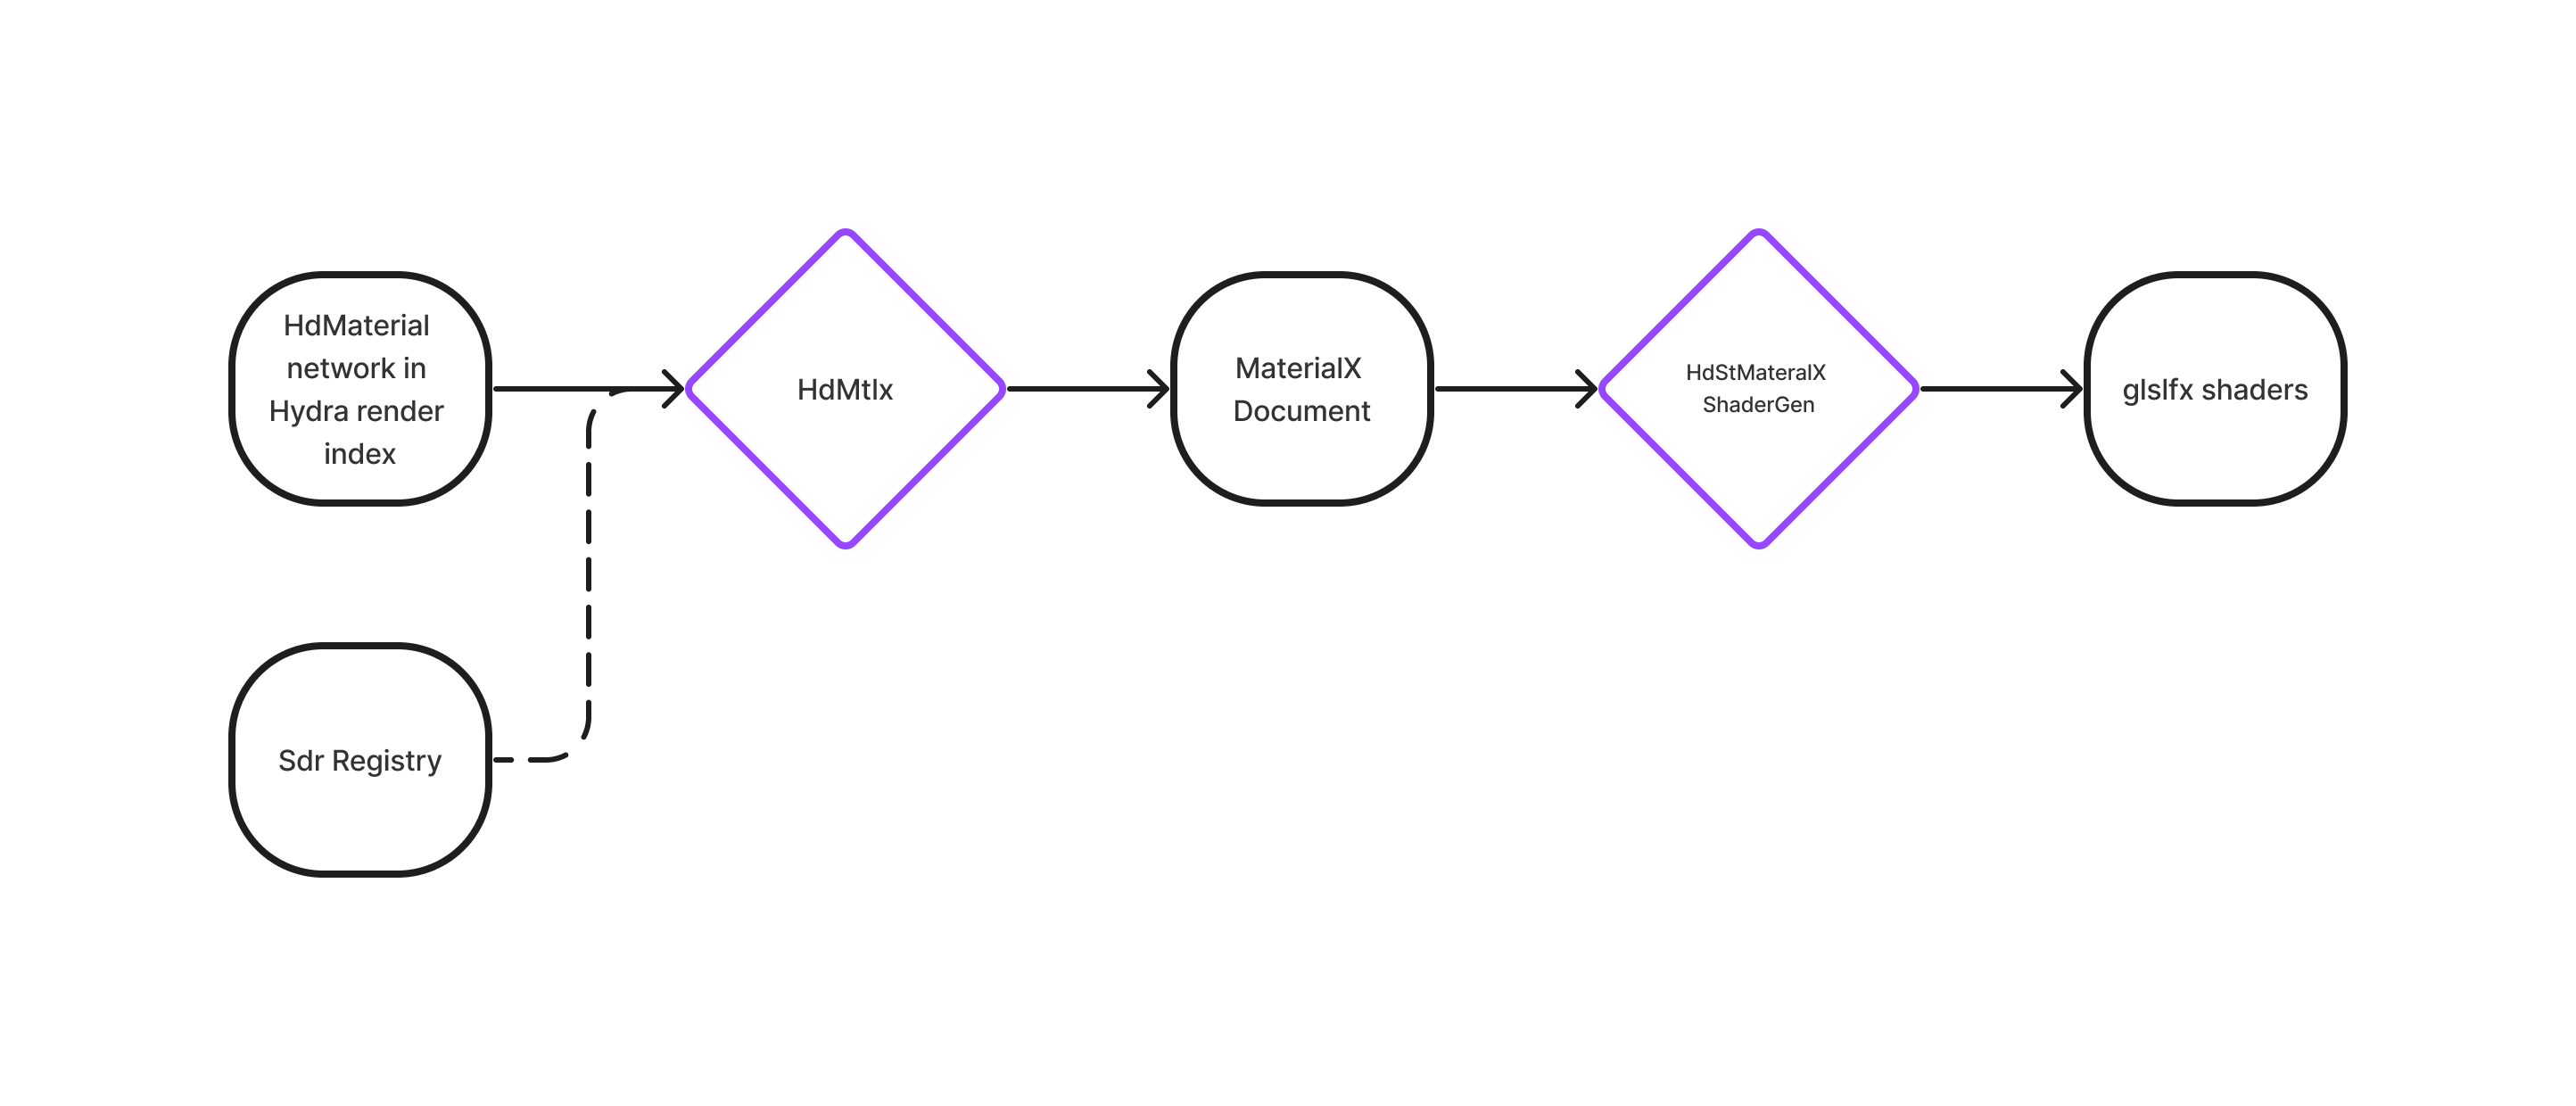 HdMaterial
network in
Hydra render
index
HdMtlx
MaterialX
Document
HdStMateralX
ShaderGen
glslfx shaders
Sdr Registry